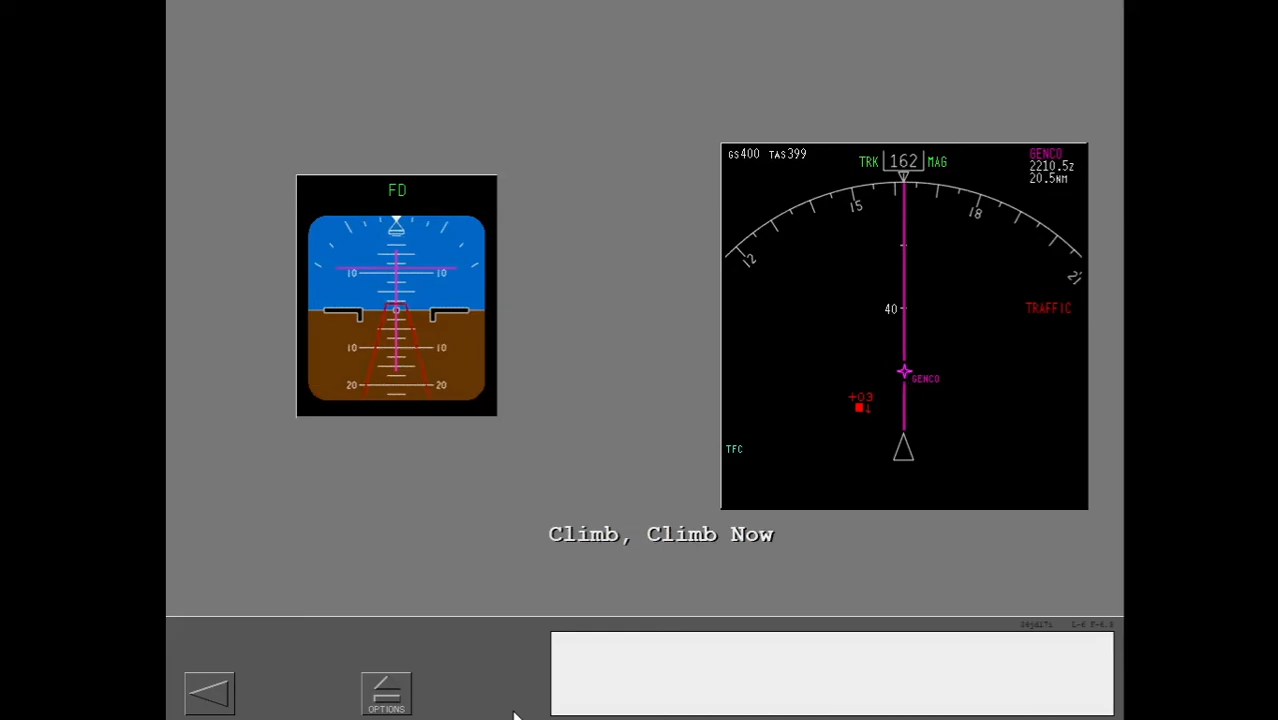 FD
10 10
10 10
20 20
GS400 TAS399
TRK 162 MAG
GENCO
2210.5Z
20.5NM
12 15 18 21
TRAFFIC
40
GENCO
+03
TFC
Climb, Climb Now
OPTIONS